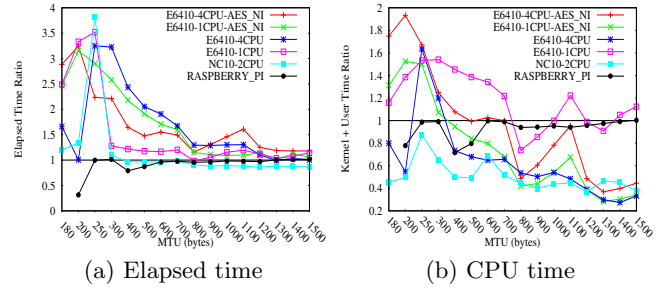 E6410-4CPU-AES_NI
E6410-1CPU-AES_NI
E6410-4CPU
E6410-1CPU
NC10-2CPU
RASPBERRY_PI
Elapsed Time Ratio
4
3.5
3
2.5
2
1.5
1
0.5
0
180
200
250
300
400
500
600
700
800
900
1000
1100
1200
1300
1400
1500
MTU (bytes)
(a) Elapsed time
E6410-4CPU-AES_NI
E6410-1CPU-AES_NI
E6410-4CPU
E6410-1CPU
NC10-2CPU
RASPBERRY_PI
Kernel+ User Time Ratio
2
1.8
1.6
1.4
1.2
1
0.8
0.6
0.4
0.2
180
200
250
300
400
500
600
700
800
900
1000
1100
1200
1300
1400
1500
MTU (bytes)
(b) CPU time